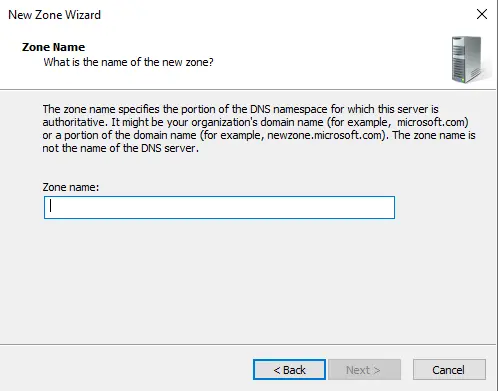 New Zone Wizard
Zone Name
What is the name of the new zone?
The zone name specifies the portion of the DNS namespace for which this server is
authoritative. It might be your organization's domain name (for example,  microsoft.com)
or a portion of the domain name (for example, newzone.microsoft.com). The zone name is
not the name of the DNS server.
Zone name:
< Back
Next >
Cancel